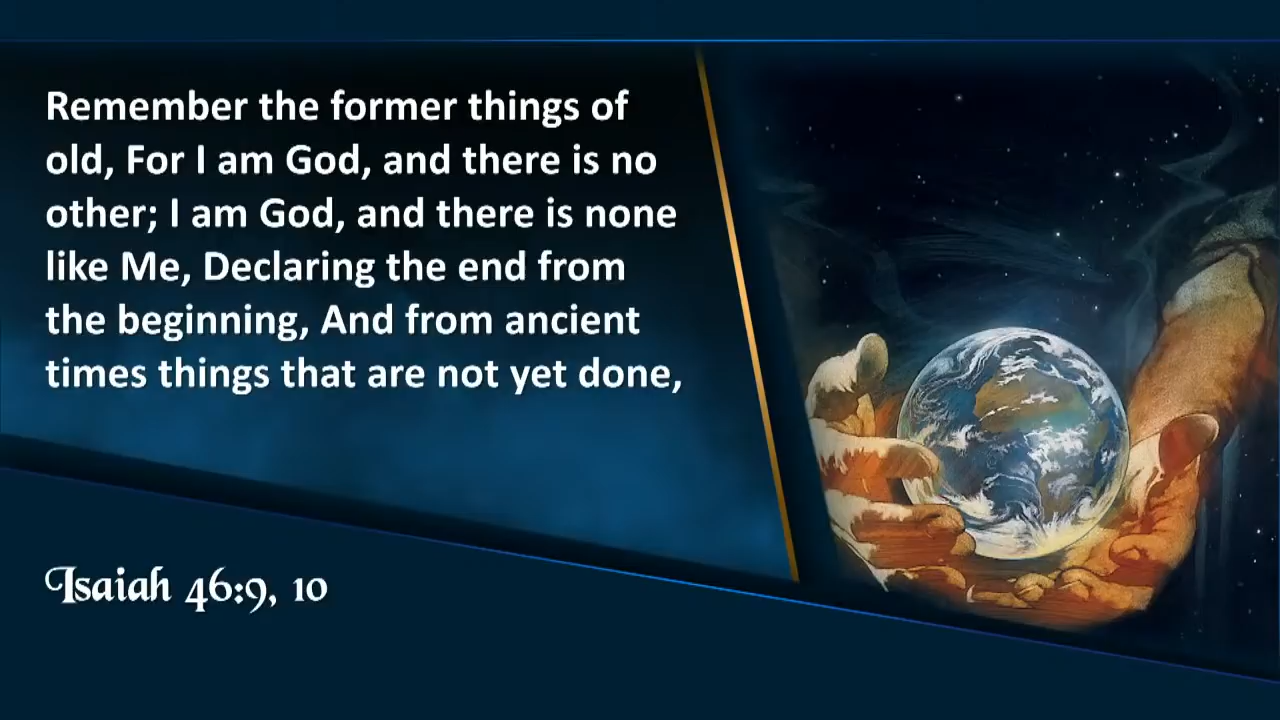 Remember the former things of
old, For I am God, and there is no
other; I am God, and there is none
like Me, Declaring the end from
the beginning, And from ancient
times things that are not yet done,
Isaiah 46:9, 10